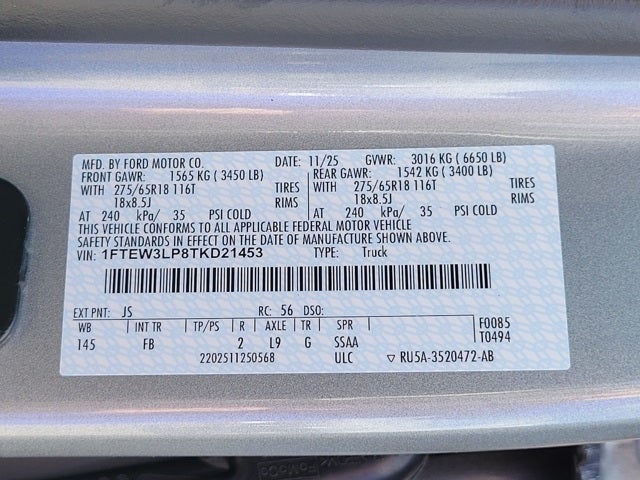 MFD. BY FORD MOTOR CO. DATE: 11/25 GVWR: 3016 KG ( 6650 LB)
FRONT GAWR: 1565 KG ( 3450 LB) REAR GAWR: 1542 KG ( 3400 LB)
WITH 275/65R18 116T TIRES WITH 275/65R18 116T TIRES
18x8.5J RIMS 18x8.5J RIMS
AT 240 kPa/ 35 PSI COLD AT 240 kPa/ 35 PSI COLD
THIS VEHICLE CONFORMS TO ALL APPLICABLE FEDERAL MOTOR VEHICLE
SAFETY STANDARDS IN EFFECT ON THE DATE OF MANUFACTURE SHOWN ABOVE.
VIN: 1FTEW3LP8TKD21453 TYPE: Truck
EXT PNT: JS RC: 56 DSO:
WB INT TR TP/PS R AXLE TR SPR F0085
145 FB 2 L9 G SSAA T0494
2202511250568 ULC ▽ RU5A-3520472-AB
FoMoCo